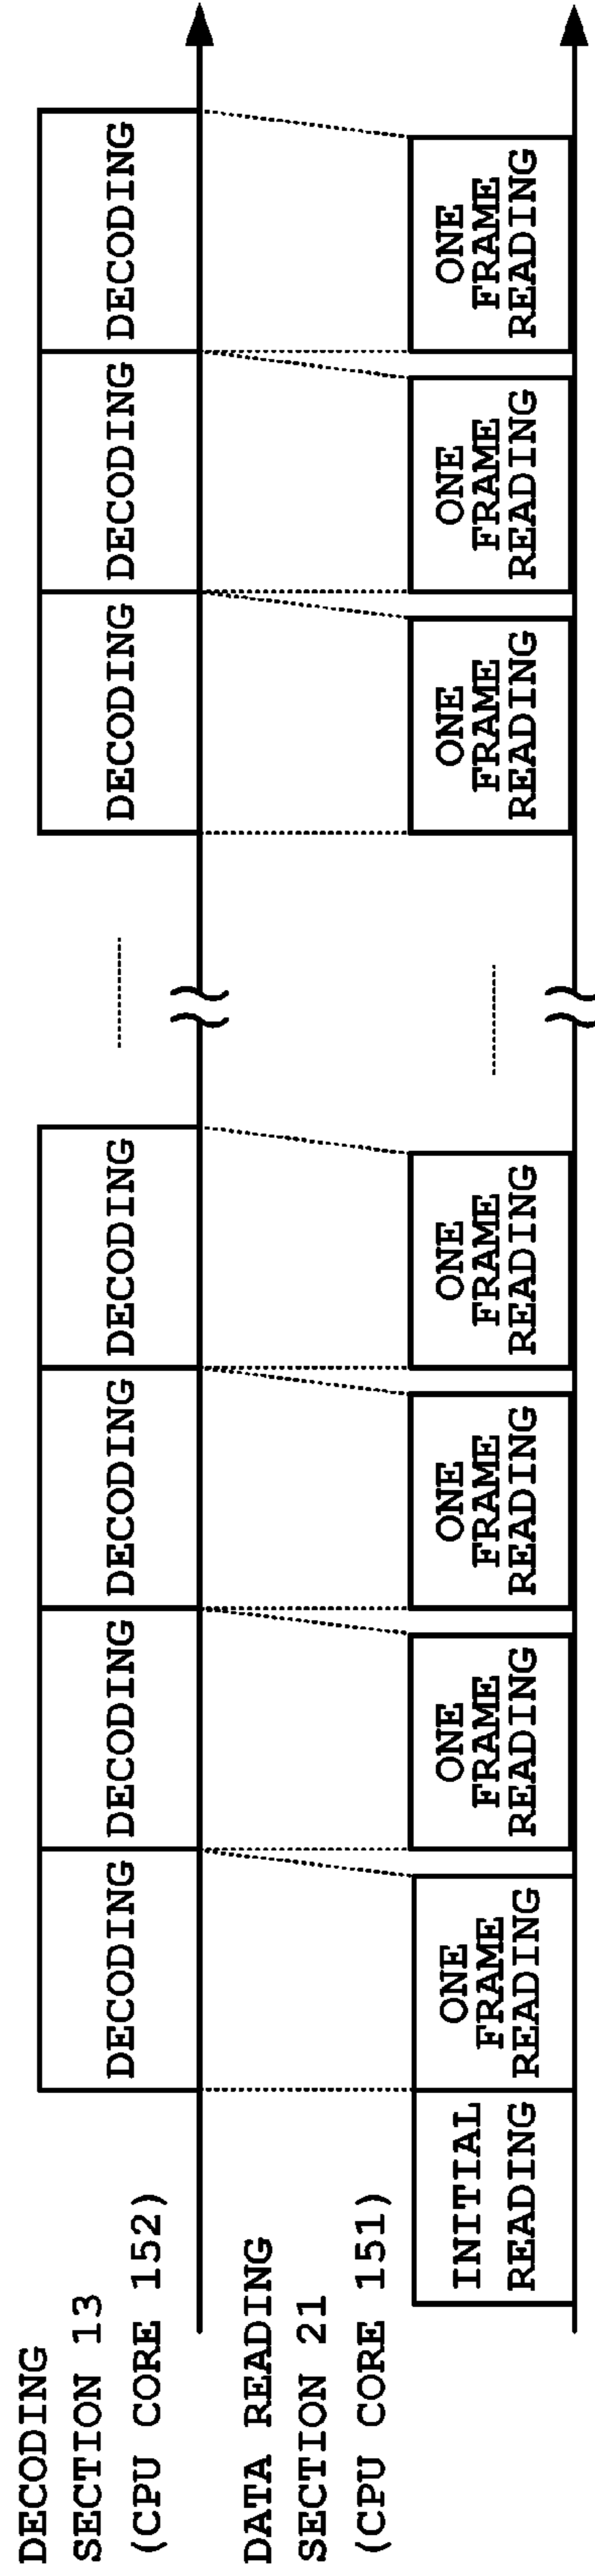 DECODING
SECTION 13
(CPU CORE 152)
DECODING
DECODING
DECODING
DECODING
DECODING
DECODING
DECODING
DATA READING
SECTION 21
(CPU CORE 151)
INITIAL
READING
ONE
FRAME
READING
ONE
FRAME
READING
ONE
FRAME
READING
ONE
FRAME
READING
ONE
FRAME
READING
ONE
FRAME
READING
ONE
FRAME
READING